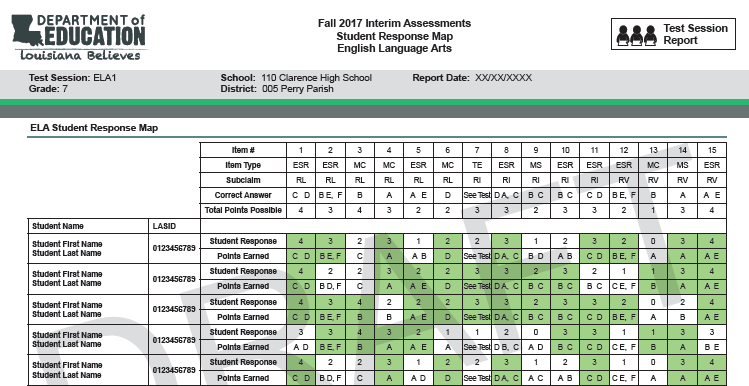 DEPARTMENT of
EDUCATION
Louisiana Believes
Fall 2017 Interim Assessments
Student Response Map
English Language Arts
Test Session
Report
Test Session: ELA1 School: 110 Clarence High School Report Date: XX/XX/XXXX
Grade: 7 District: 005 Perry Parish
ELA Student Response Map
Item # 1 2 3 4 5 6 7 8 9 10 11 12 13 14 15
Item Type ESR ESR MC MC ESR MC TE ESR MS ESR ESR ESR MC MS ESR
Subclaim RL RL RL RL RL RL RI RI RI RI RI RV RV RV RV
Correct Answer C D B E, F B A A E D See Test D A, C B C B C C D B E, F B A A E
Total Points Possible 4 3 4 3 2 2 3 3 2 3 3 2 1 3 4
Student Name LASID
Student First Name
Student Last Name
0123456789
Student Response 4 3 2 3 1 2 2 3 1 2 3 2 0 3 4
Points Earned C D B E, F C A A B D See Test D A, C B D A B C D B E, F A A A E
Student First Name
Student Last Name
0123456789
Student Response 4 2 2 3 2 2 3 3 2 3 2 1 1 3 4
Points Earned C D B D, F C A A E D See Test D A, C B C B C B C C E, F B A A E
Student First Name
Student Last Name
0123456789
Student Response 4 3 4 2 2 2 3 3 2 3 3 2 0 2 4
Points Earned C D B E, F B B A E D See Test D A, C B C B C C D B E, F A B A E
Student First Name
Student Last Name
0123456789
Student Response 3 3 4 3 2 1 1 2 0 3 3 1 1 3 3
Points Earned A D B E, F B A A E A See Test D B, C A D B C C D C E, F B A B E
Student First Name
Student Last Name
0123456789
Student Response 4 2 2 3 1 2 2 3 1 2 3 1 0 3 4
Points Earned C D B D, F C A A D D See Test D A, C A C A B C D C E, F B A A E
DRAFT